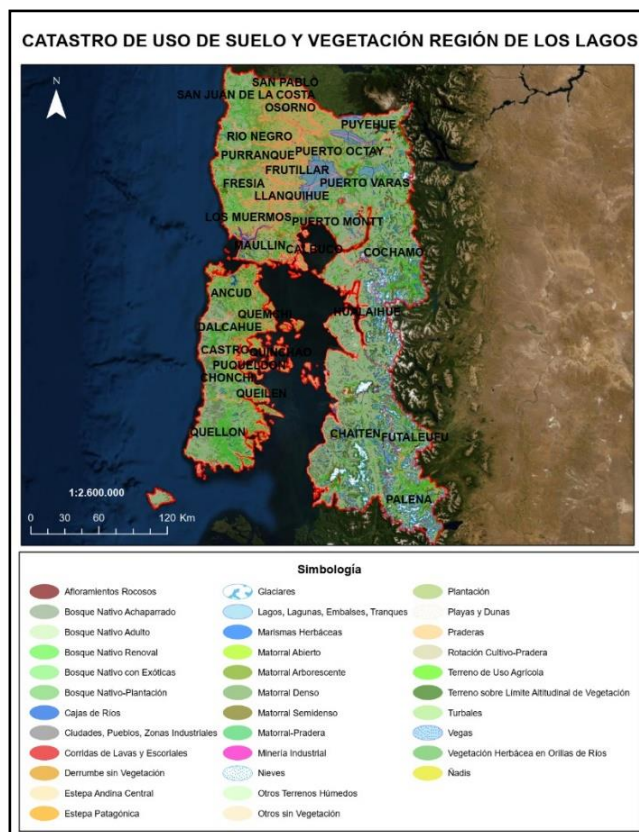 CATASTRO DE USO DE SUELO Y VEGETACIÓN REGIÓN DE LOS LAGOS
N
SAN PABLO
SAN JUAN DE LA COSTA
OSORNO
PUYEHUE
RIO NEGRO
PUERTO OCTAY
PURRANQUE
FRUTILLAR
FRESIA
PUERTO VARAS
LLANQUIHUE
LOS MUERMOS
PUERTO MONTT
MAULLIN
CALBUCO
COCHAMO
ANCUD
HUALAIHUE
QUEMCHI
DALCAHUE
CASTRO
QUINCHAO
PUQUELDON
CHONCHI
QUEILEN
QUELLON
CHAITEN
FUTALEUFU
PALENA
1:2.600.000
0 30 60 120 Km
Simbología
Afloramientos Rocosos
Bosque Nativo Achaparrado
Bosque Nativo Adulto
Bosque Nativo Renoval
Bosque Nativo con Exóticas
Bosque Nativo-Plantación
Cajas de Ríos
Ciudades, Pueblos, Zonas Industriales
Corridas de Lavas y Escoriales
Derrumbe sin Vegetación
Estepa Andina Central
Estepa Patagónica
Glaciares
Lagos, Lagunas, Embalses, Tranques
Marismas Herbáceas
Matorral Abierto
Matorral Arborescente
Matorral Denso
Matorral Semidenso
Matorral-Pradera
Minería Industrial
Nieves
Otros Terrenos Húmedos
Otros sin Vegetación
Plantación
Playas y Dunas
Praderas
Rotación Cultivo-Pradera
Terreno de Uso Agrícola
Terreno sobre Límite Altitudinal de Vegetación
Turbales
Vegas
Vegetación Herbácea en Orillas de Ríos
Ñadis